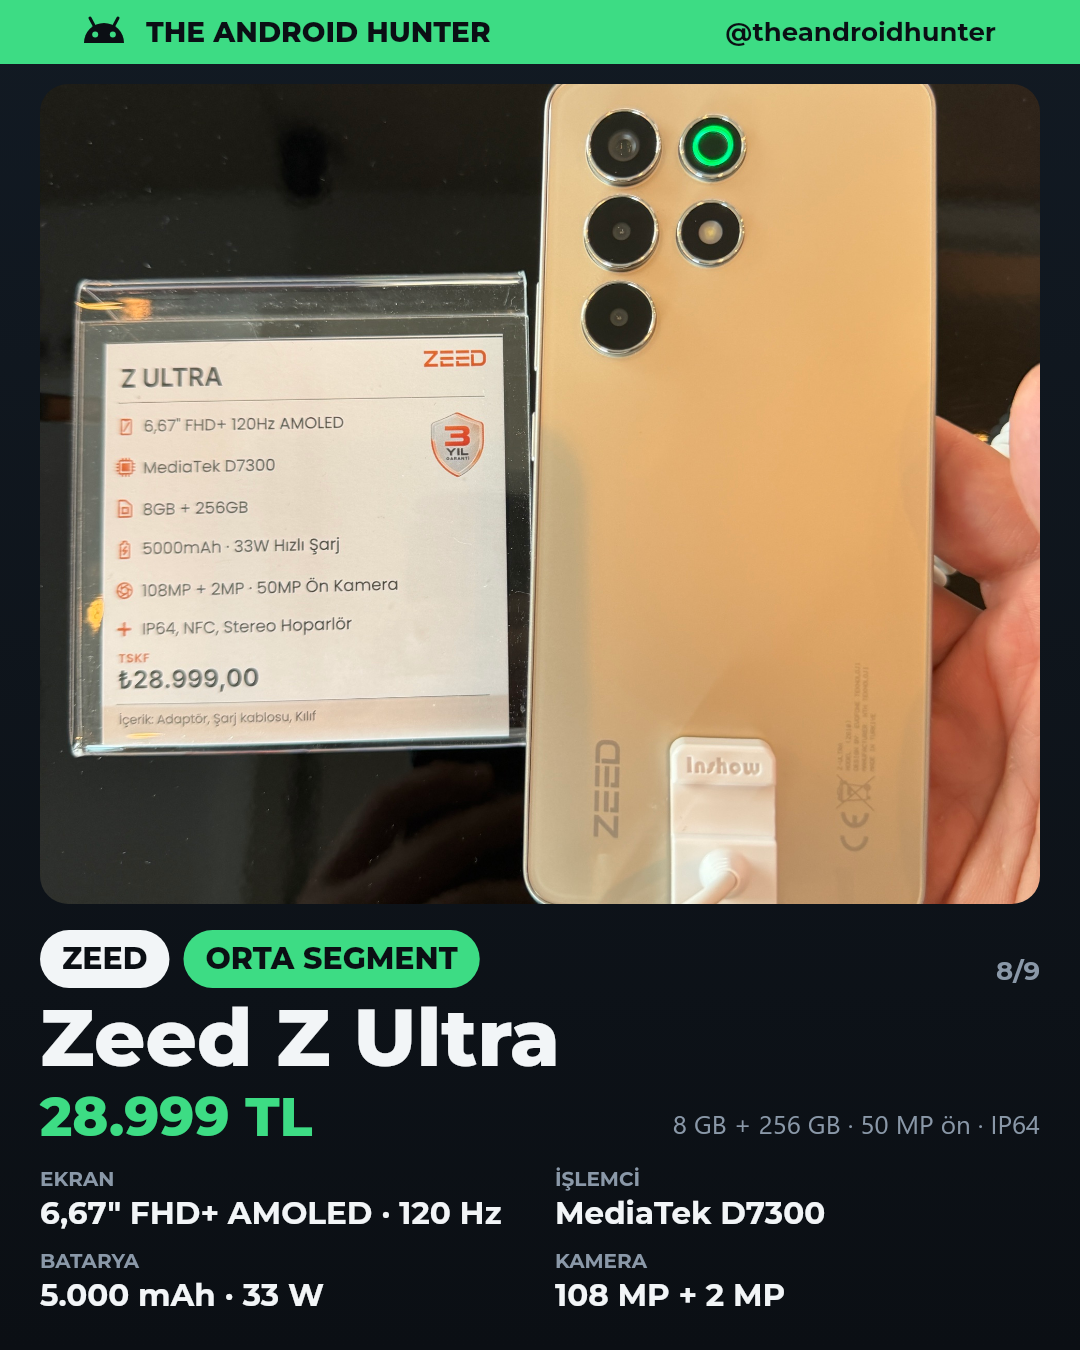 THE ANDROID HUNTER
@theandroidhunter
ZEED
Z ULTRA
6,67" FHD+ 120Hz AMOLED
3
YIL
GARANTİ
MediaTek D7300
8GB + 256GB
5000mAh · 33W Hızlı Şarj
108MP + 2MP · 50MP Ön Kamera
IP64, NFC, Stereo Hoparlör
TSKF
₺28.999,00
İçerik: Adaptör, Şarj kablosu, Kılıf
ZEED
Inshow
CE
ZEED
ORTA SEGMENT
8/9
Zeed Z Ultra
28.999 TL
8 GB + 256 GB · 50 MP ön · IP64
EKRAN
6,67" FHD+ AMOLED · 120 Hz
İŞLEMCİ
MediaTek D7300
BATARYA
5.000 mAh · 33 W
KAMERA
108 MP + 2 MP